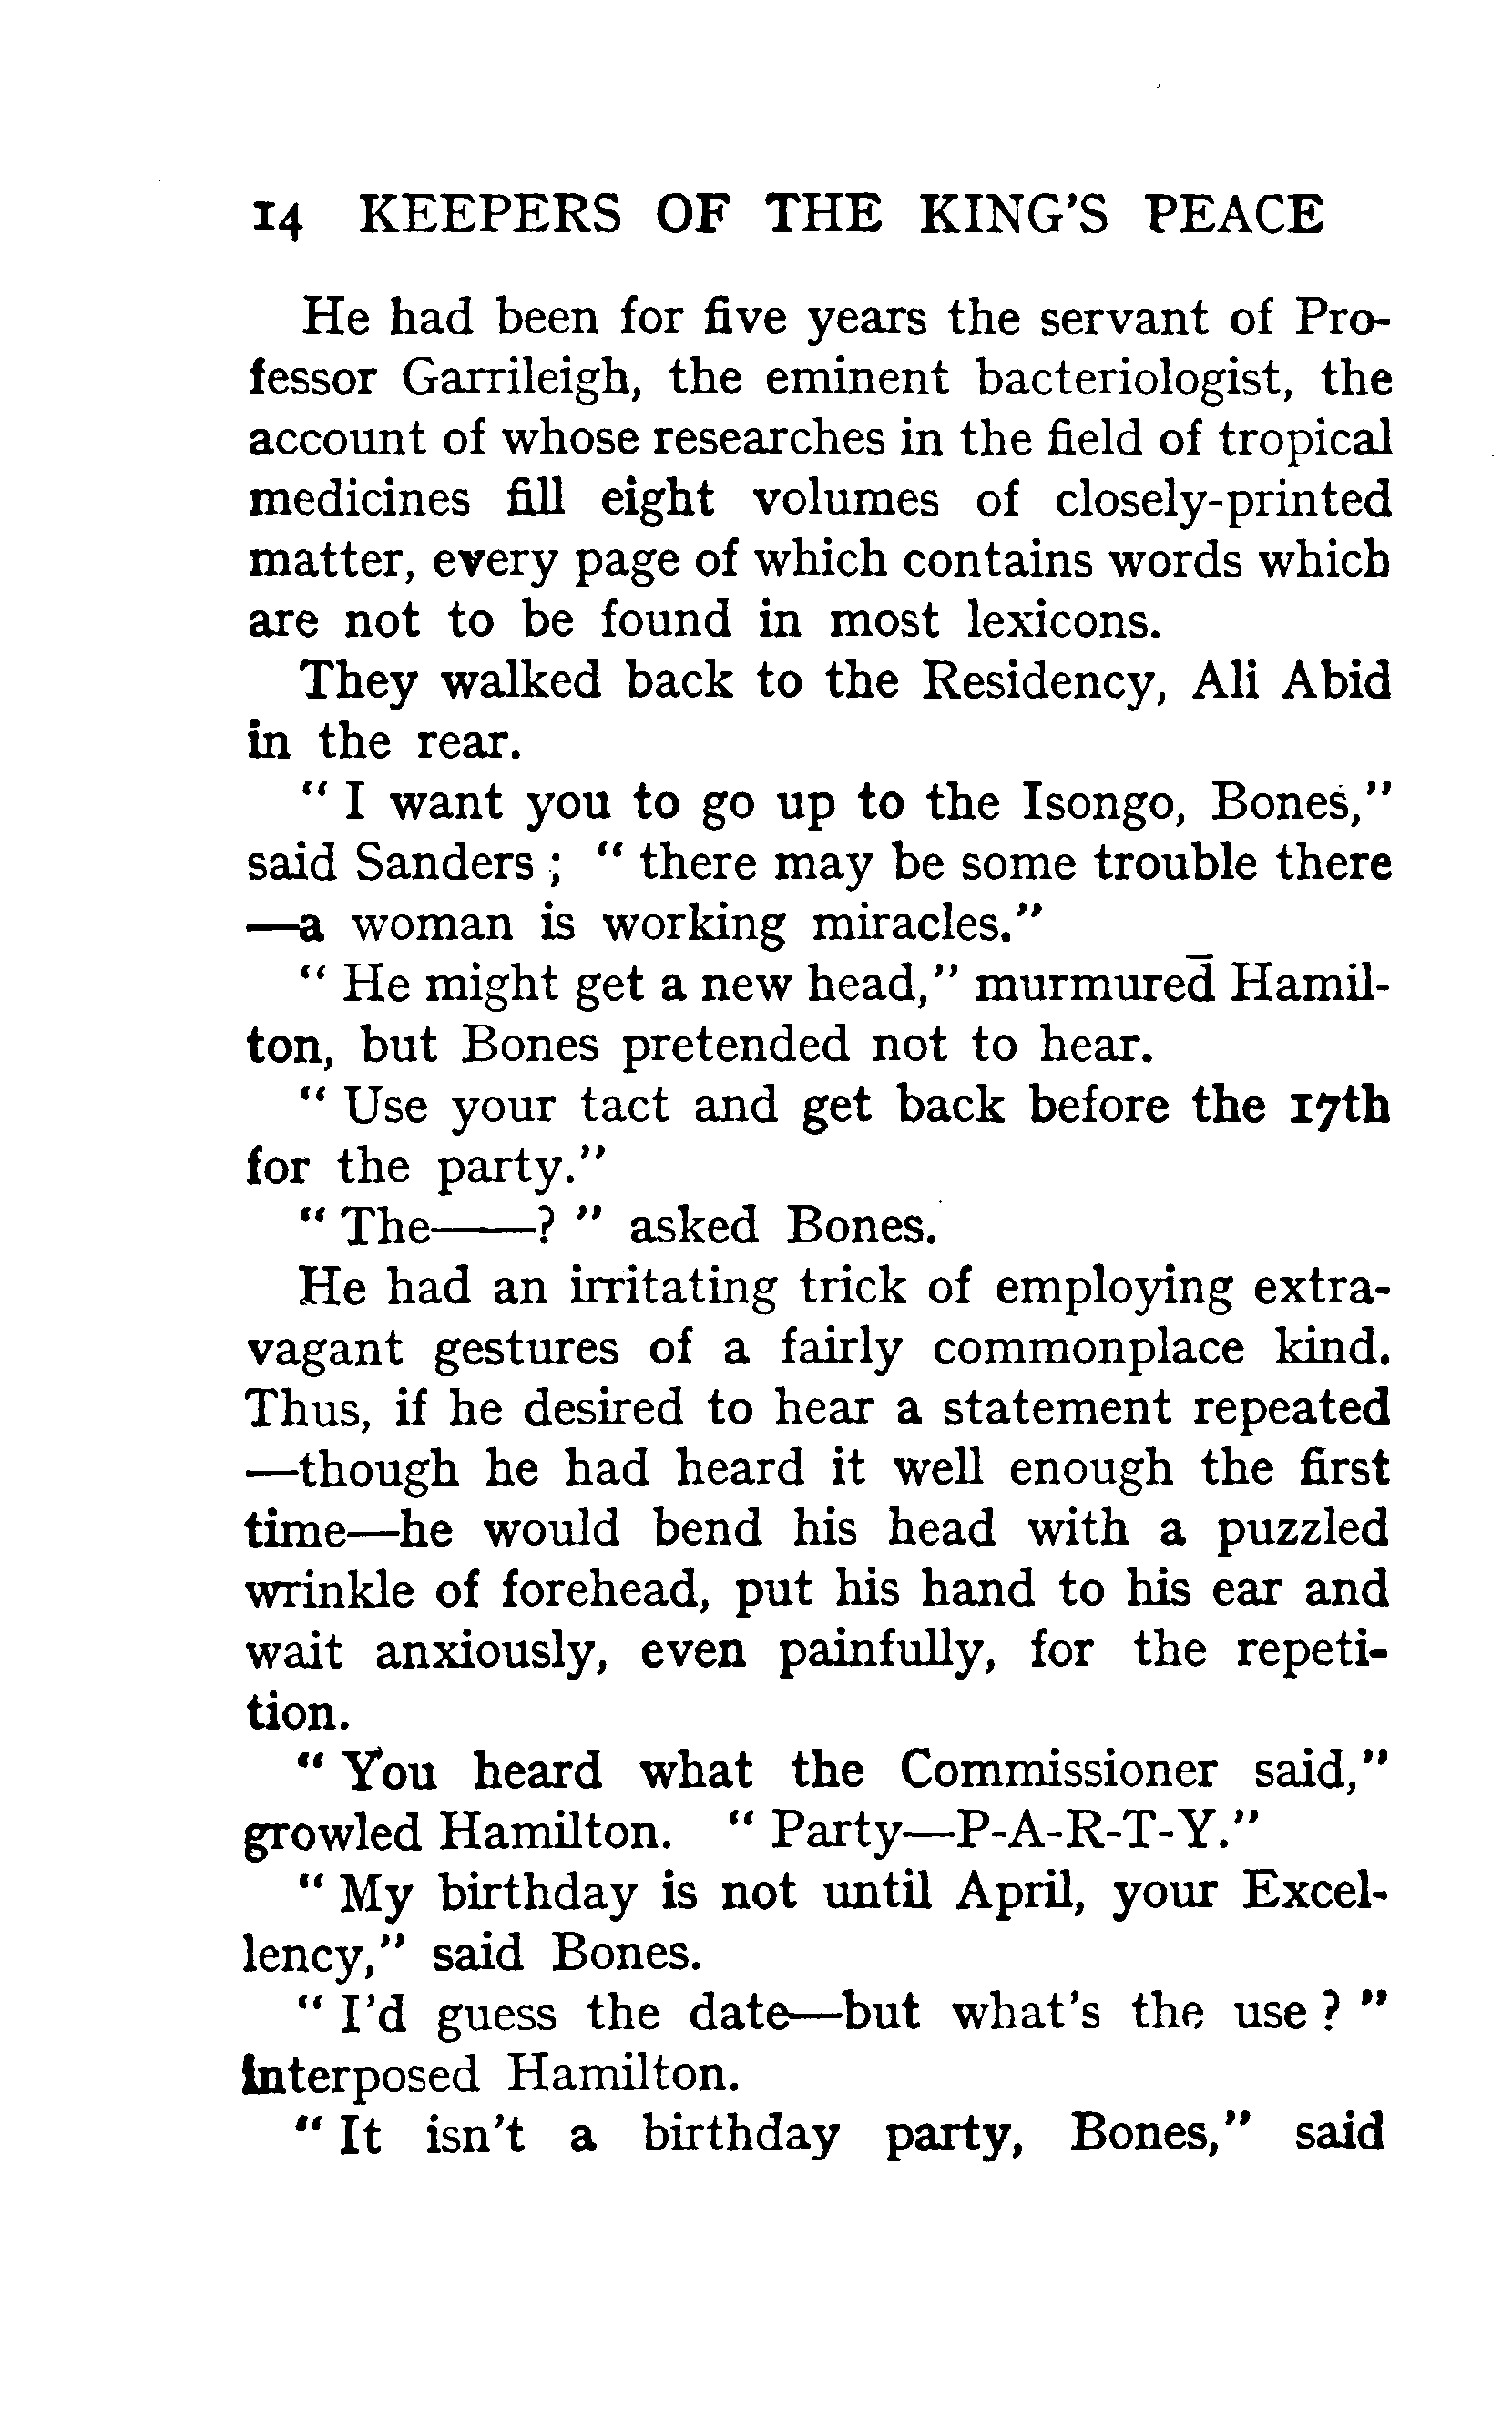 14 KEEPERS OF THE KING'S PEACE
He had been for five years the servant of Pro-
fessor Garrileigh, the eminent bacteriologist, the
account of whose researches in the field of tropical
medicines fill eight volumes of closely-printed
matter, every page of which contains words which
are not to be found in most lexicons.
They walked back to the Residency, Ali Abid
in the rear.
" I want you to go up to the Isongo, Bones,"
said Sanders ; " there may be some trouble there
—a woman is working miracles."
" He might get a new head," murmured Hamil-
ton, but Bones pretended not to hear.
" Use your tact and get back before the 17th
for the party."
" The——? " asked Bones.
He had an irritating trick of employing extra-
vagant gestures of a fairly commonplace kind.
Thus, if he desired to hear a statement repeated
—though he had heard it well enough the first
time—he would bend his head with a puzzled
wrinkle of forehead, put his hand to his ear and
wait anxiously, even painfully, for the repeti-
tion.
" You heard what the Commissioner said,"
growled Hamilton. " Party—P-A-R-T-Y."
" My birthday is not until April, your Excel-
lency," said Bones.
" I'd guess the date—but what's the use ? "
interposed Hamilton.
" It isn't a birthday party, Bones," said